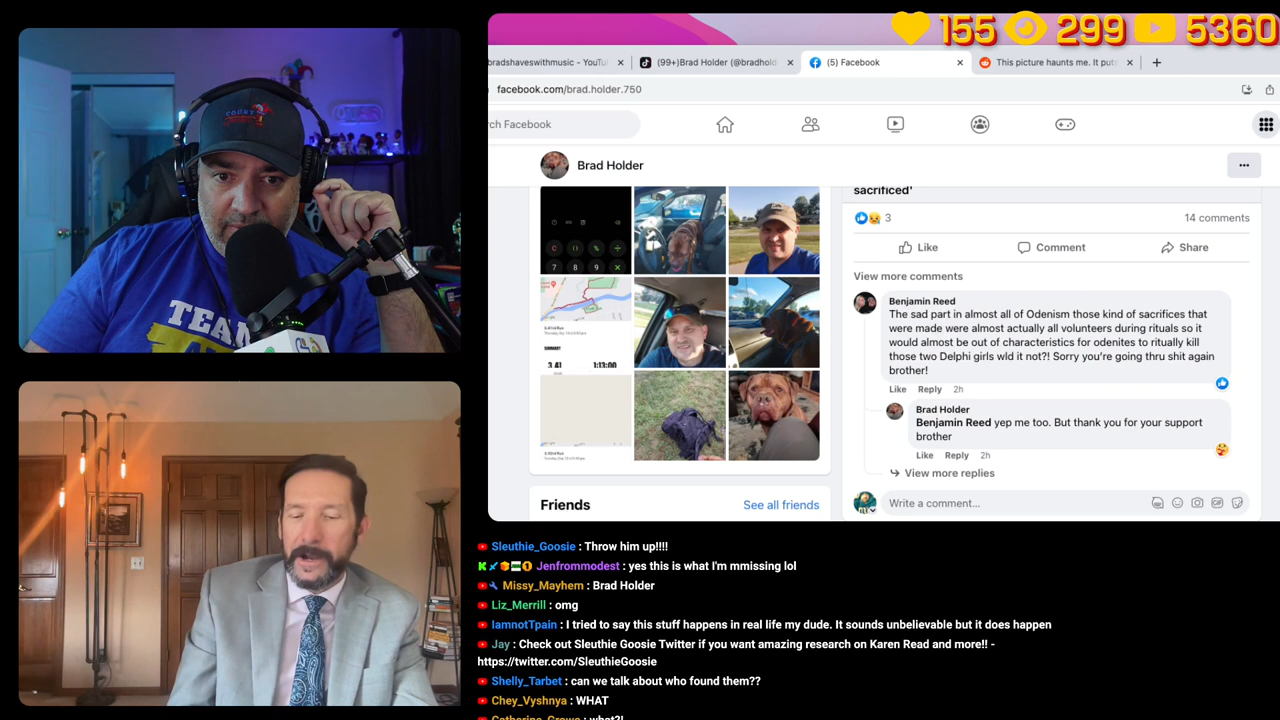 155 299 5360
bradshaveswithmusic - YouTu
(99+)Brad Holder (@bradhold
(5) Facebook
This picture haunts me. It put
facebook.com/brad.holder.750
rch Facebook
Brad Holder
sacrificed'
3
14 comments
Like
Comment
Share
View more comments
Benjamin Reed
The sad part in almost all of Odenism those kind of sacrifices that
were made were almost actually all volunteers during rituals so it
would almost be out of characteristics for odenites to ritually kill
those two Delphi girls wld it not?! Sorry you're going thru shit again
brother!
Like Reply 2h
Brad Holder
Benjamin Reed yep me too. But thank you for your support
brother
Like Reply 2h
View more replies
Write a comment...
C () % ÷
7 8 9 ×
SUMMARY
3.41 1:13:00
Friends
See all friends
COUNT
TEAM
Sleuthie_Goosie : Throw him up!!!!
Jenfrommodest : yes this is what I'm mmissing lol
Missy_Mayhem : Brad Holder
Liz_Merrill : omg
IamnotTpain : I tried to say this stuff happens in real life my dude. It sounds unbelievable but it does happen
Jay : Check out Sleuthie Goosie Twitter if you want amazing research on Karen Read and more!! -
https://twitter.com/SleuthieGoosie
Shelly_Tarbet : can we talk about who found them??
Chey_Vyshnya : WHAT
Catherine_Grows : what?!